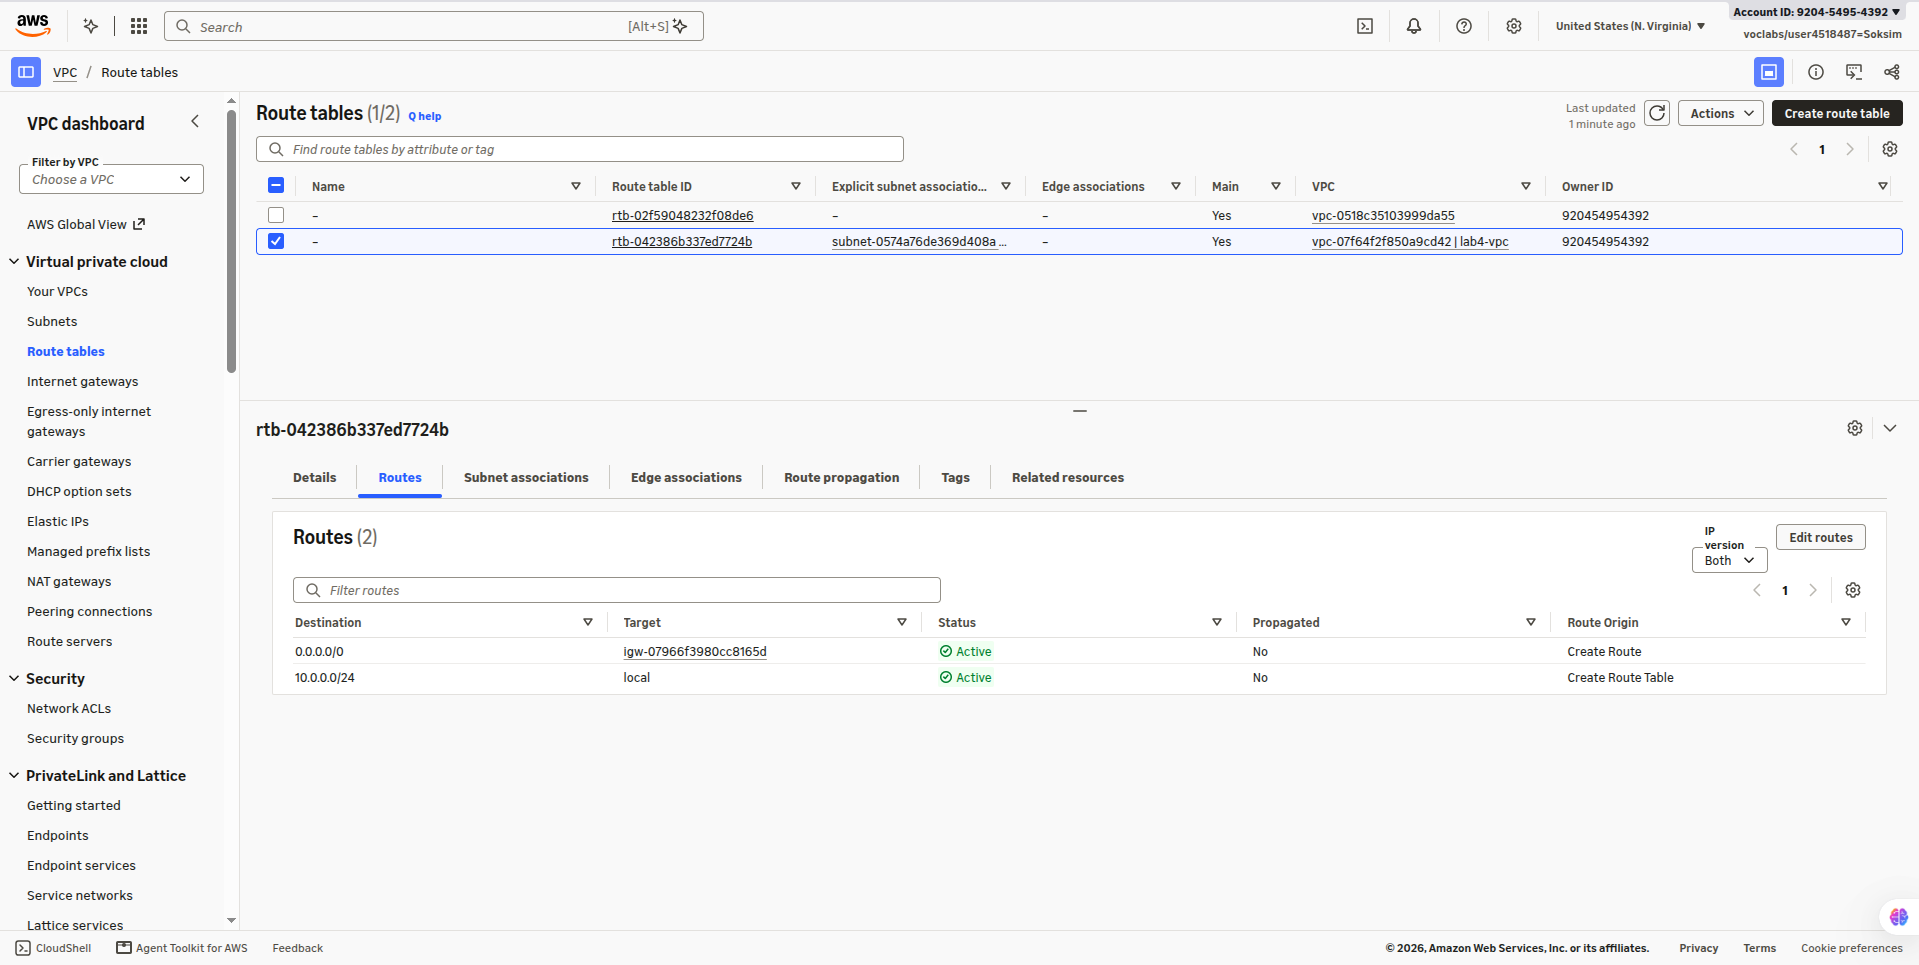 aws
Search [Alt+S]
United States (N. Virginia)
Account ID: 9204-5495-4392
voclabs/user4518487=Soksim
VPC / Route tables
VPC dashboard
Filter by VPC
Choose a VPC
AWS Global View
Virtual private cloud
Your VPCs
Subnets
Route tables
Internet gateways
Egress-only internet
gateways
Carrier gateways
DHCP option sets
Elastic IPs
Managed prefix lists
NAT gateways
Peering connections
Route servers
Security
Network ACLs
Security groups
PrivateLink and Lattice
Getting started
Endpoints
Endpoint services
Service networks
Lattice services
Route tables (1/2) Q help
Last updated
1 minute ago
Actions
Create route table
Find route tables by attribute or tag
1
Name Route table ID Explicit subnet associatio... Edge associations Main VPC Owner ID
– rtb-02f59048232f08de6 – – Yes vpc-0518c35103999da55 920454954392
– rtb-042386b337ed7724b subnet-0574a76de369d408a ... – Yes vpc-07f64f2f850a9cd42 | lab4-vpc 920454954392
rtb-042386b337ed7724b
Details Routes Subnet associations Edge associations Route propagation Tags Related resources
Routes (2)
IP
version
Both
Edit routes
Filter routes
1
Destination Target Status Propagated Route Origin
0.0.0.0/0 igw-07966f3980cc8165d Active No Create Route
10.0.0.0/24 local Active No Create Route Table
CloudShell Agent Toolkit for AWS Feedback
© 2026, Amazon Web Services, Inc. or its affiliates. Privacy Terms Cookie preferences